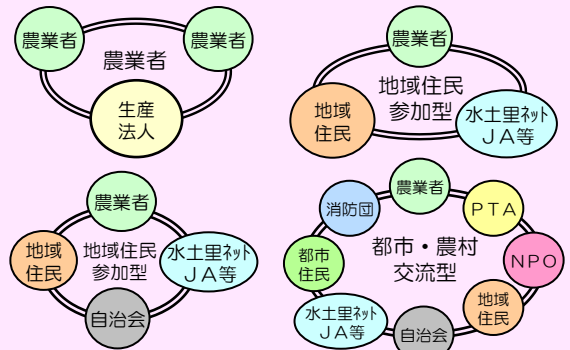 農業者
農業者
農業者
生産
法人
農業者
地域住民
参加型
地域
住民
水土里ネット
ＪＡ等
農業者
地域
住民
地域住民
参加型
水土里ネット
ＪＡ等
自治会
農業者
消防団
ＰＴＡ
都市
住民
都市・農村
交流型
ＮＰＯ
水土里ネット
ＪＡ等
地域
住民
自治会